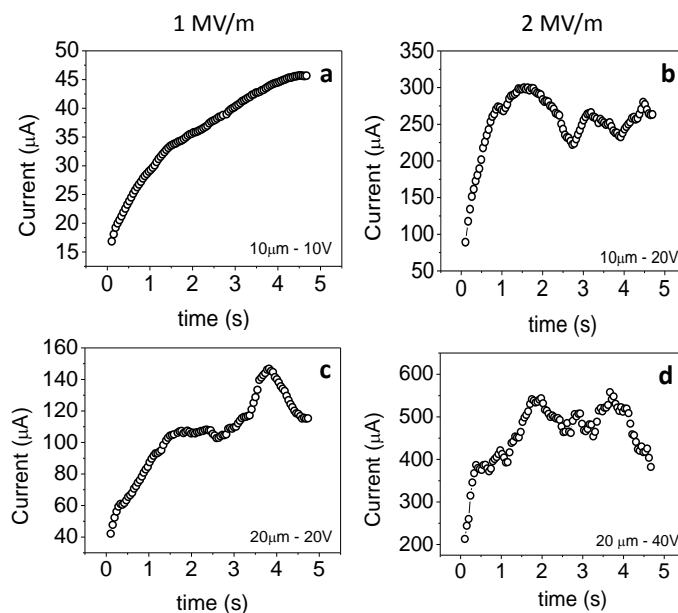 1 MV/m
2 MV/m
50
45
40
35
30
25
20
15
Current (μA)
a
10μm - 10V
0 1 2 3 4 5
time (s)
350
300
250
200
150
100
50
Current (μA)
b
10μm - 20V
0 1 2 3 4 5
time (s)
160
140
120
100
80
60
40
Current (μA)
c
20μm - 20V
0 1 2 3 4 5
time (s)
600
500
400
300
200
Current (μA)
d
20 μm - 40V
0 1 2 3 4 5
time (s)